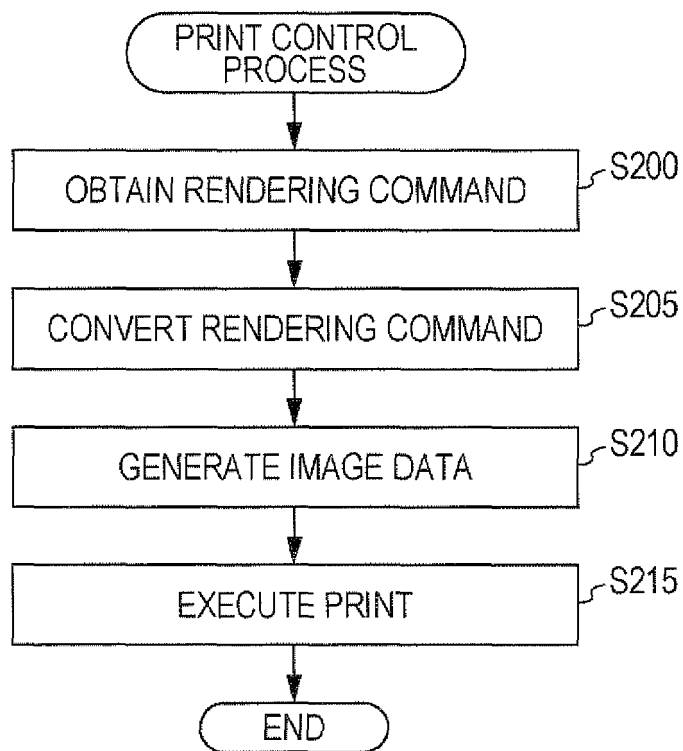 PRINT CONTROL
PROCESS
OBTAIN RENDERING COMMAND
S200
CONVERT RENDERING COMMAND
S205
GENERATE IMAGE DATA
S210
EXECUTE PRINT
S215
END